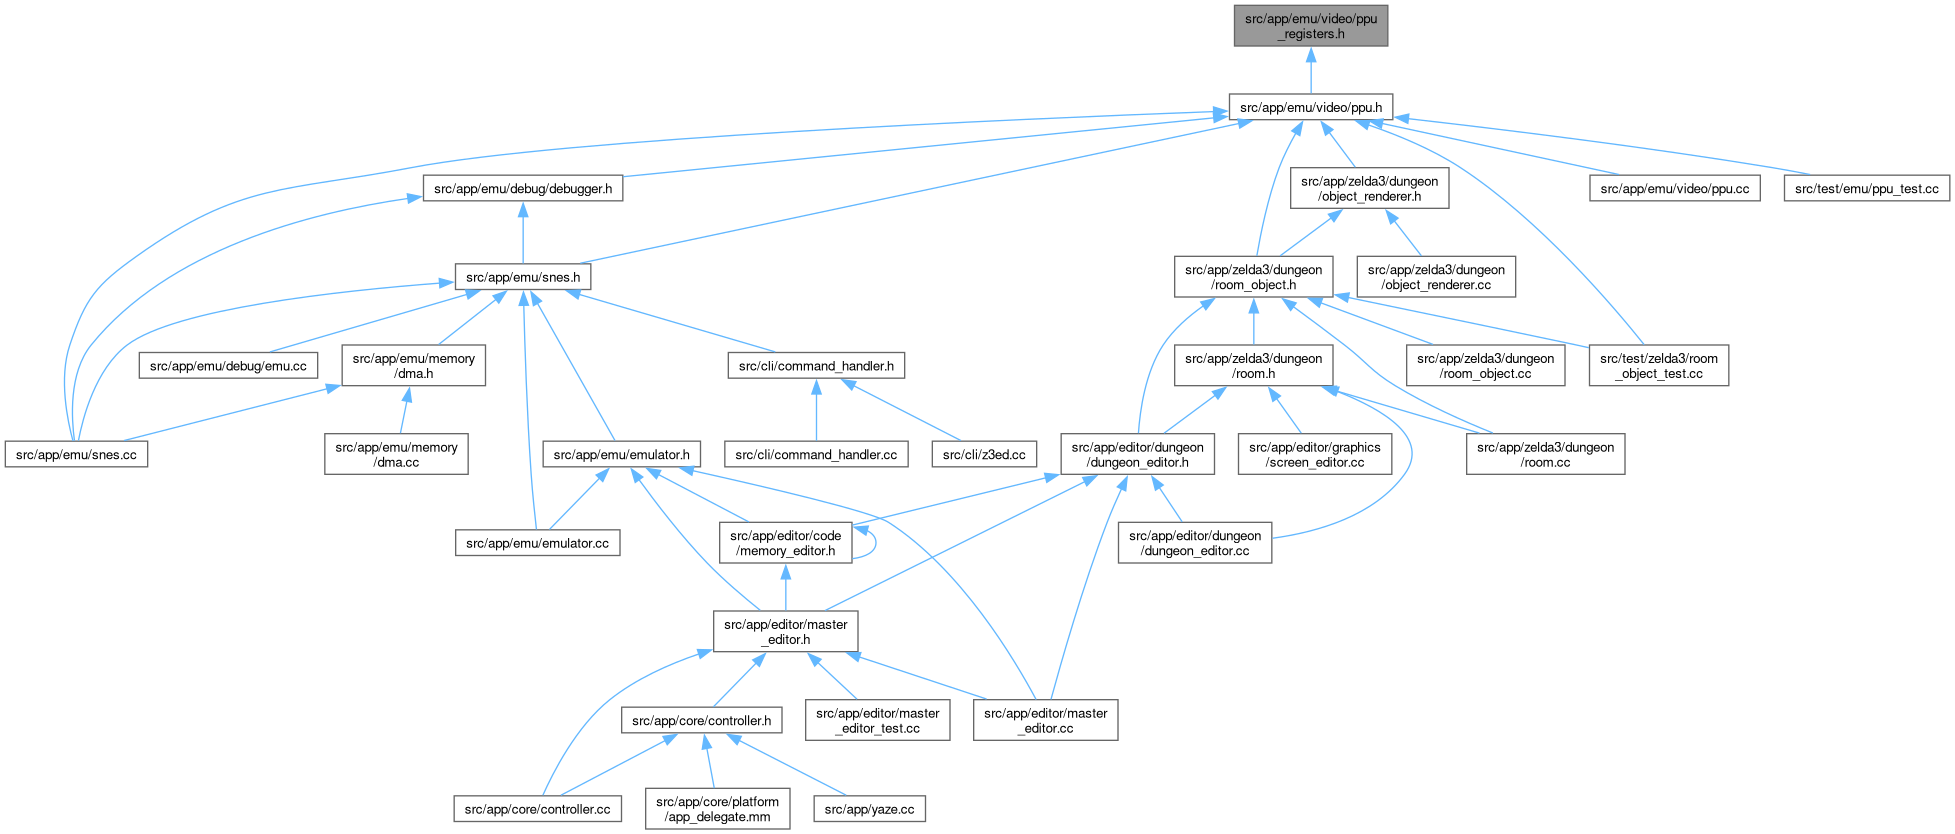 src/app/emu/video/ppu
_registers.h
src/app/emu/video/ppu.h
src/app/emu/debug/debugger.h
src/app/zelda3/dungeon
/object_renderer.h
src/app/emu/video/ppu.cc
src/test/emu/ppu_test.cc
src/app/emu/snes.h
src/app/zelda3/dungeon
/room_object.h
src/app/zelda3/dungeon
/object_renderer.cc
src/app/emu/debug/emu.cc
src/app/emu/memory
/dma.h
src/cli/command_handler.h
src/app/zelda3/dungeon
/room.h
src/app/zelda3/dungeon
/room_object.cc
src/test/zelda3/room
_object_test.cc
src/app/emu/snes.cc
src/app/emu/memory
/dma.cc
src/app/emu/emulator.h
src/cli/command_handler.cc
src/cli/z3ed.cc
src/app/editor/dungeon
/dungeon_editor.h
src/app/editor/graphics
/screen_editor.cc
src/app/zelda3/dungeon
/room.cc
src/app/emu/emulator.cc
src/app/editor/code
/memory_editor.h
src/app/editor/dungeon
/dungeon_editor.cc
src/app/editor/master
_editor.h
src/app/core/controller.h
src/app/editor/master
_editor_test.cc
src/app/editor/master
_editor.cc
src/app/core/controller.cc
src/app/core/platform
/app_delegate.mm
src/app/yaze.cc